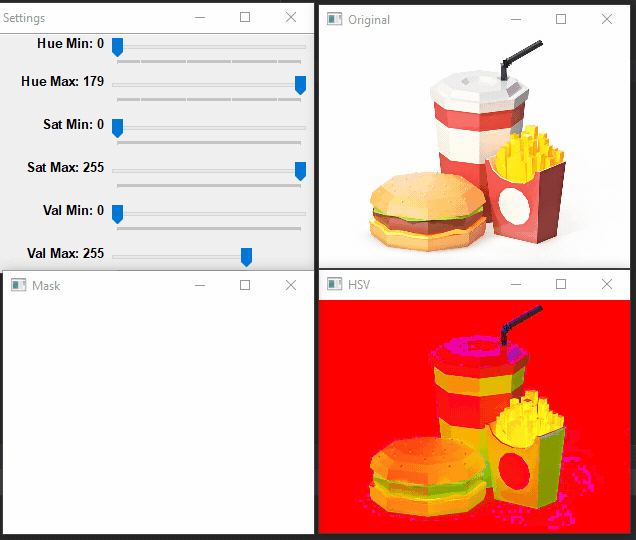 Settings
Hue Min: 0
Hue Max: 179
Sat Min: 0
Sat Max: 255
Val Min: 0
Val Max: 255
Original
Mask
HSV